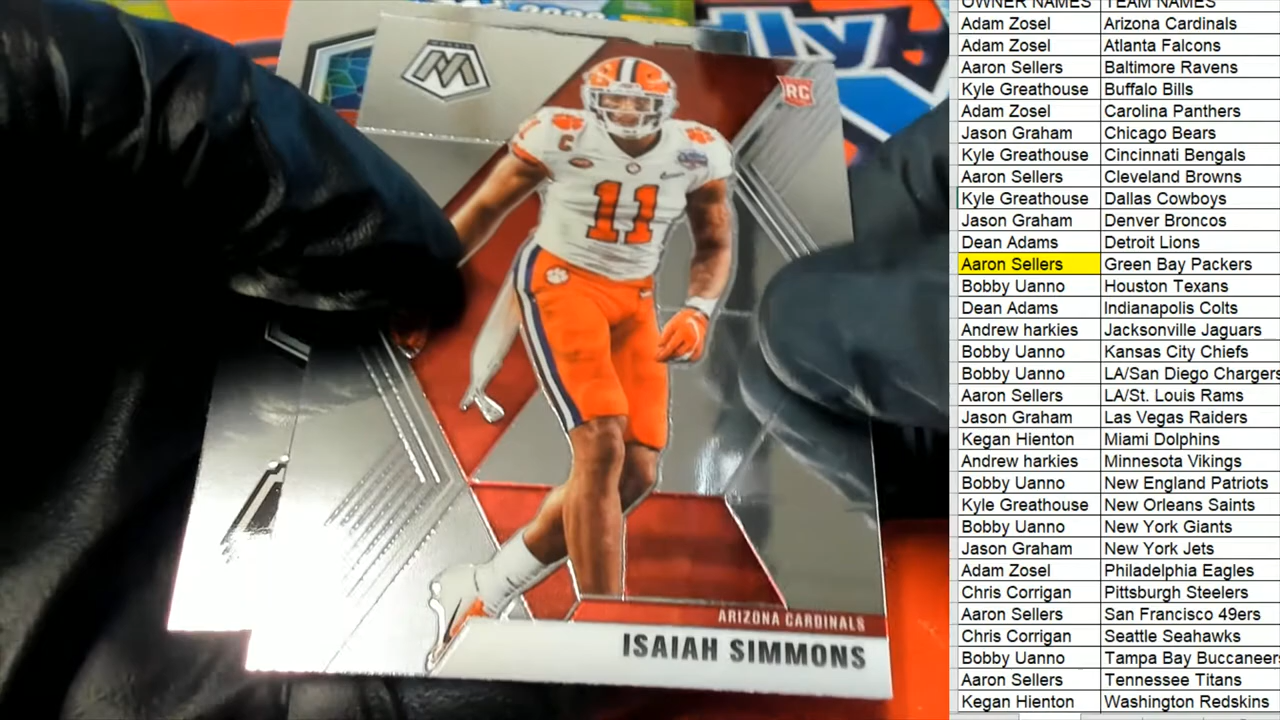 OWNER NAMES TEAM NAMES
Adam Zosel Arizona Cardinals
Adam Zosel Atlanta Falcons
Aaron Sellers Baltimore Ravens
Kyle Greathouse Buffalo Bills
Adam Zosel Carolina Panthers
Jason Graham Chicago Bears
Kyle Greathouse Cincinnati Bengals
Aaron Sellers Cleveland Browns
Kyle Greathouse Dallas Cowboys
Jason Graham Denver Broncos
Dean Adams Detroit Lions
Aaron Sellers Green Bay Packers
Bobby Uanno Houston Texans
Dean Adams Indianapolis Colts
Andrew harkies Jacksonville Jaguars
Bobby Uanno Kansas City Chiefs
Bobby Uanno LA/San Diego Chargers
Aaron Sellers LA/St. Louis Rams
Jason Graham Las Vegas Raiders
Kegan Hienton Miami Dolphins
Andrew harkies Minnesota Vikings
Bobby Uanno New England Patriots
Kyle Greathouse New Orleans Saints
Bobby Uanno New York Giants
Jason Graham New York Jets
Adam Zosel Philadelphia Eagles
Chris Corrigan Pittsburgh Steelers
Aaron Sellers San Francisco 49ers
Chris Corrigan Seattle Seahawks
Bobby Uanno Tampa Bay Buccaneers
Aaron Sellers Tennessee Titans
Kegan Hienton Washington Redskins
M
RC
C
11
ARIZONA CARDINALS
ISAIAH SIMMONS